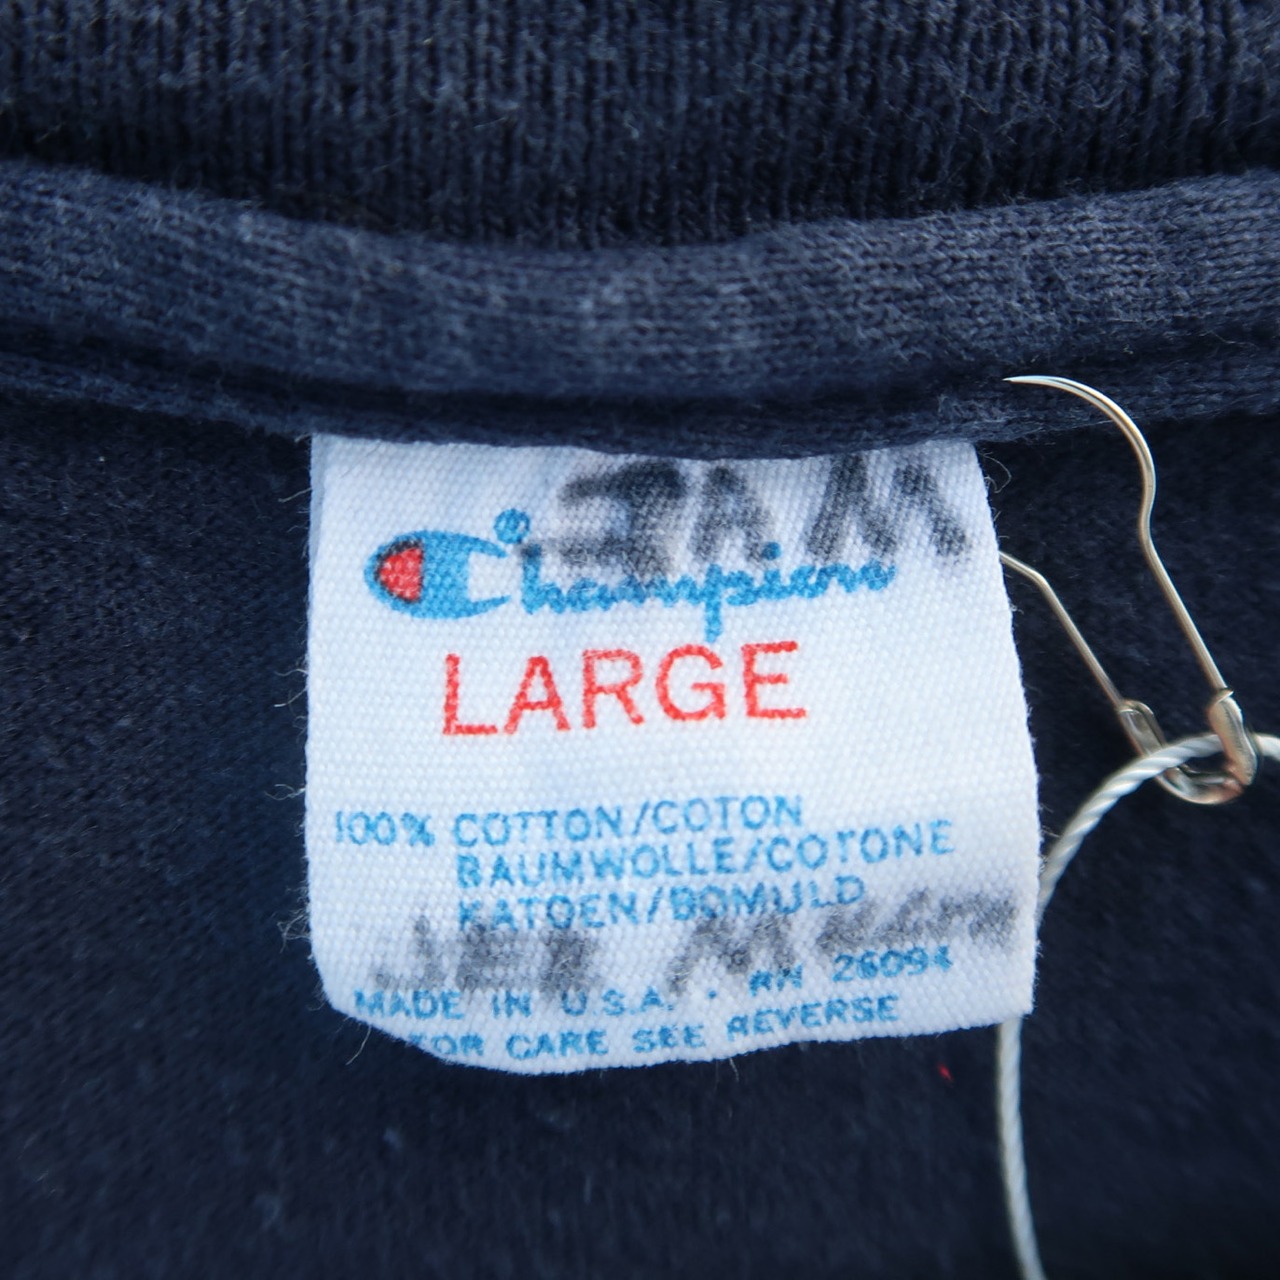 J.A.M
Champion®
LARGE
100% COTTON/COTON
BAUMWOLLE/COTONE
KATOEN/BOMULD
MADE IN U.S.A. . RN 26094
FOR CARE SEE REVERSE